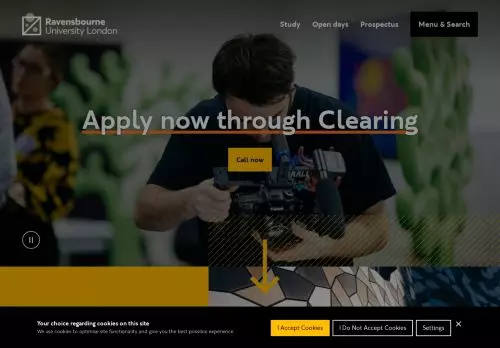 Ravensbourne
University London
Study
Open days
Prospectus
Menu & Search
Apply now through Clearing
Call now
Your choice regarding cookies on this site
We use cookies to optimise site functionality and give you the best possible experience.
I Accept Cookies
I Do Not Accept Cookies
Settings